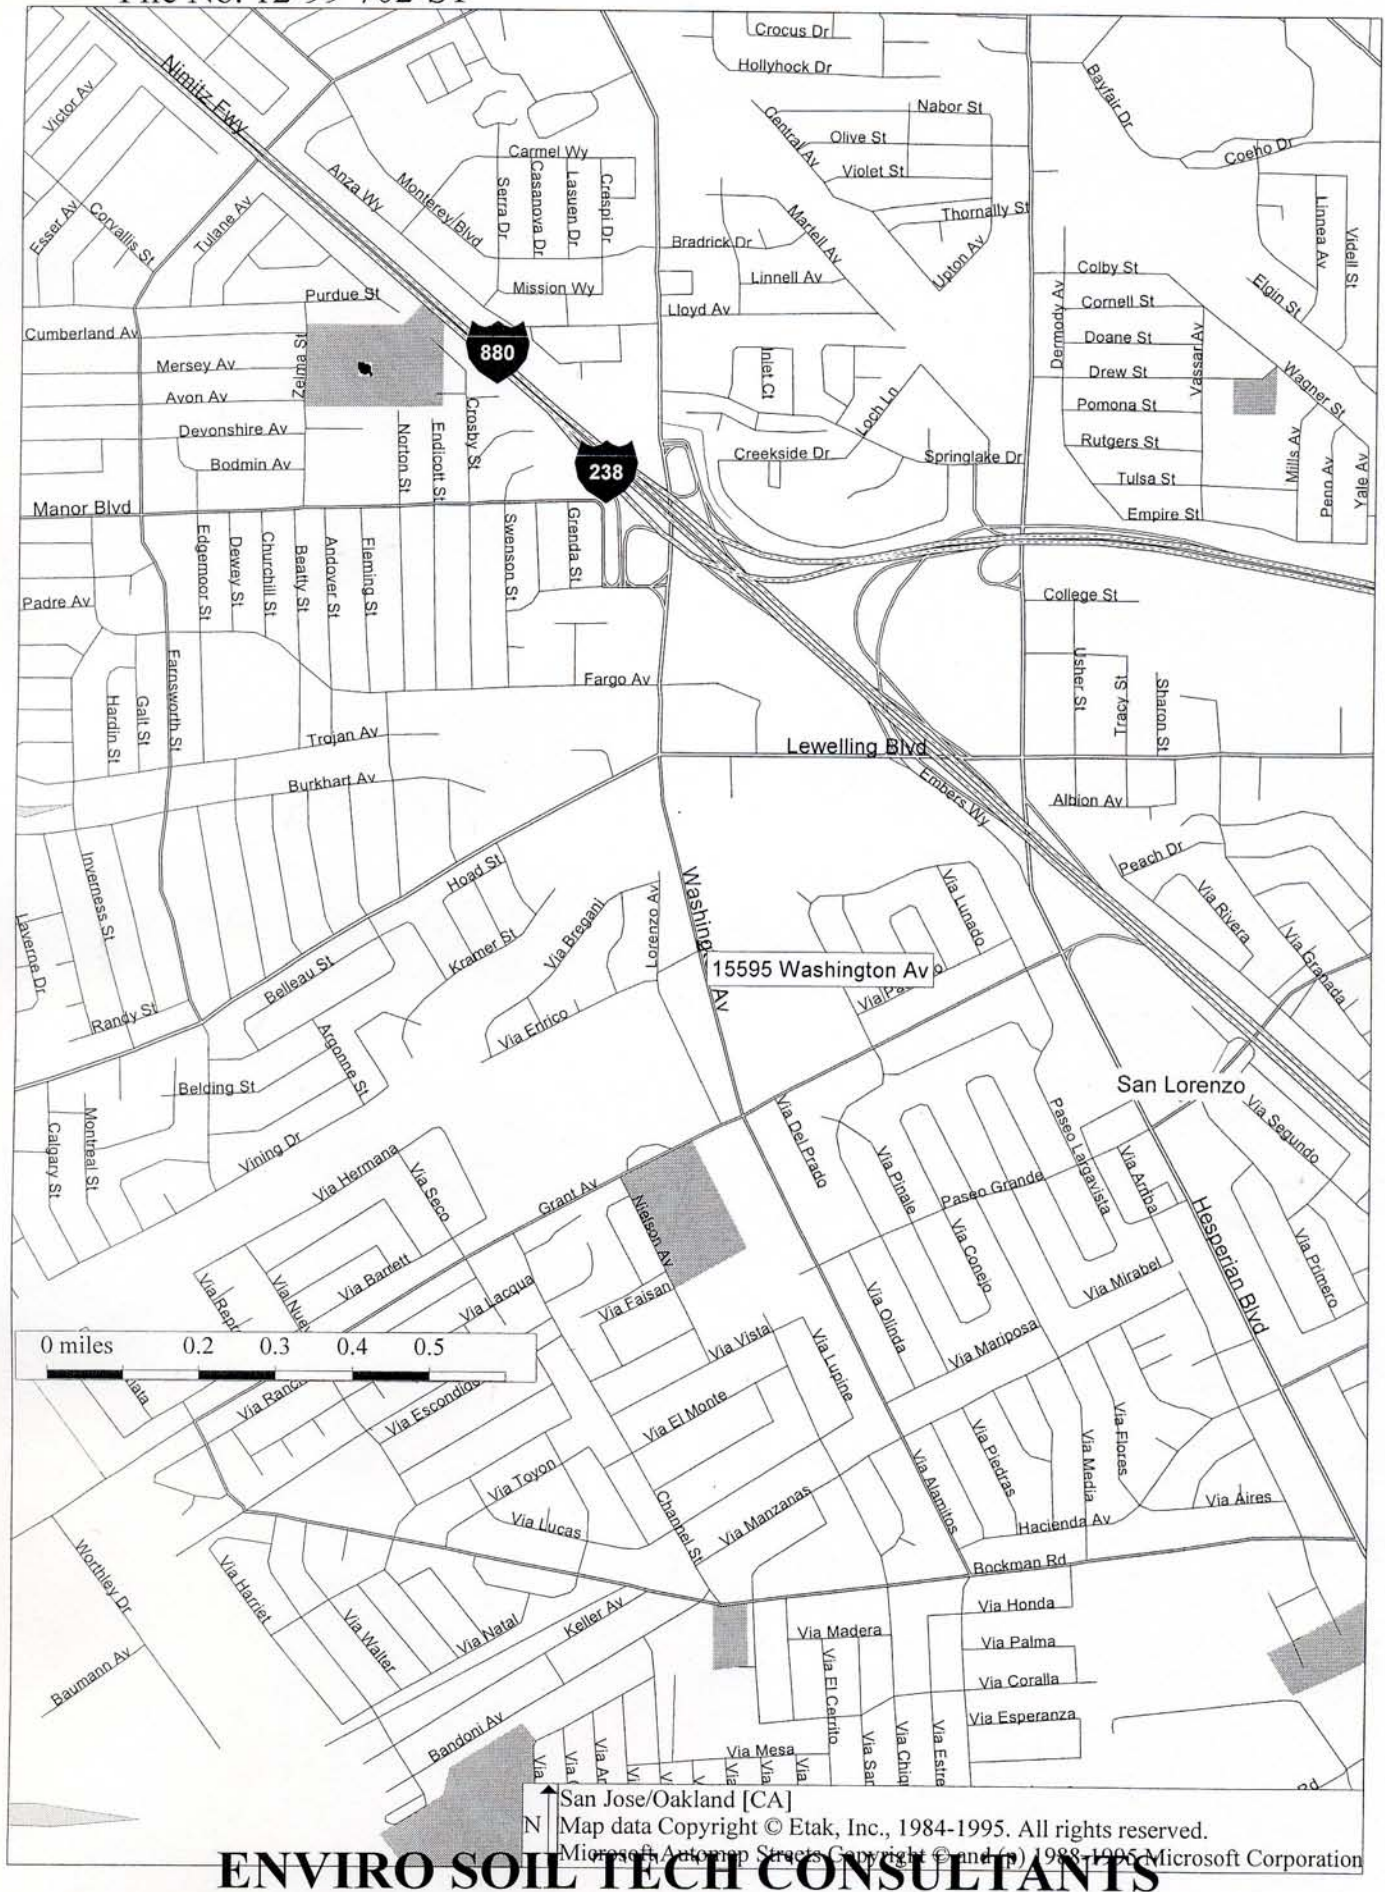 Crocus Dr
Hollyhock Dr
Nimitz Fwy
Victor Av
Bayfair Dr
Nabor St
Central Av
Olive St
Violet St
Coeho Dr
Carmel Wy
Anza Wy
Monterey Blvd
Serra Dr
Casanova Dr
Lasuen Dr
Crespi Dr
Esser Av
Corvallis St
Tulane Av
Thornally St
Martell Av
Upton Av
Linnea Av
Videll St
Bradrick Dr
Linnell Av
Colby St
Elgin St
Purdue St
Mission Wy
Lloyd Av
Cornell St
Dermody Av
Cumberland Av
Zelma St
880
Doane St
Vassar Av
Mersey Av
Inlet Ct
Drew St
Wagner St
Avon Av
Loch Ln
Pomona St
Devonshire Av
Norton St
Endicott St
Crosby St
Rutgers St
Bodmin Av
238
Creekside Dr
Springlake Dr
Tulsa St
Mills Av
Penn Av
Yale Av
Manor Blvd
Empire St
Edgemoor St
Dewey St
Churchill St
Beatty St
Andover St
Fleming St
Swenson St
Grenda St
Padre Av
College St
Farnsworth St
Hardin St
Galt St
Fargo Av
Usher St
Tracy St
Sharon St
Trojan Av
Lewelling Blvd
Burkhart Av
Embers Wy
Albion Av
Inverness St
Hoad St
Peach Dr
Laverne Dr
Kramer St
Via Bregani
Lorenzo Av
Via Lunado
Via Rivera
Via Granada
15595 Washington Av
Av
Belleau St
Randy St
Argonne St
Via Enrico
Belding St
San Lorenzo
Calgary St
Montreal St
Vining Dr
Via Hermana
Via Seco
Grant Av
Nielson Av
Via Del Prado
Via Pinale
Paseo Largavista
Via Arriba
Via Segundo
Paseo Grande
Via Conejo
Hesperian Blvd
Via Primero
Via Barrett
Via Lacqua
Via Faisan
Via Olinda
Via Mirabel
Via Mariposa
0 miles 0.2 0.3 0.4 0.5
Via Vista
Via Lupine
Via El Monte
Via Toyon
Via Lucas
Channel St
Via Manzanas
Via Alamitos
Via Piedras
Via Media
Via Flores
Via Aires
Hacienda Av
Bockman Rd
Worthley Dr
Via Harriet
Via Walter
Via Natal
Keller Av
Via Honda
Via Madera
Via Palma
Baumann Av
Via El Cerrito
Via Coralla
Via Esperanza
Bandoni Av
Via Mesa
San Jose/Oakland [CA]
N Map data Copyright © Etak, Inc., 1984-1995. All rights reserved.
Microsoft Automap Streets Copyright © and (p) 1988-1995 Microsoft Corporation
ENVIRO SOIL TECH CONSULTANTS